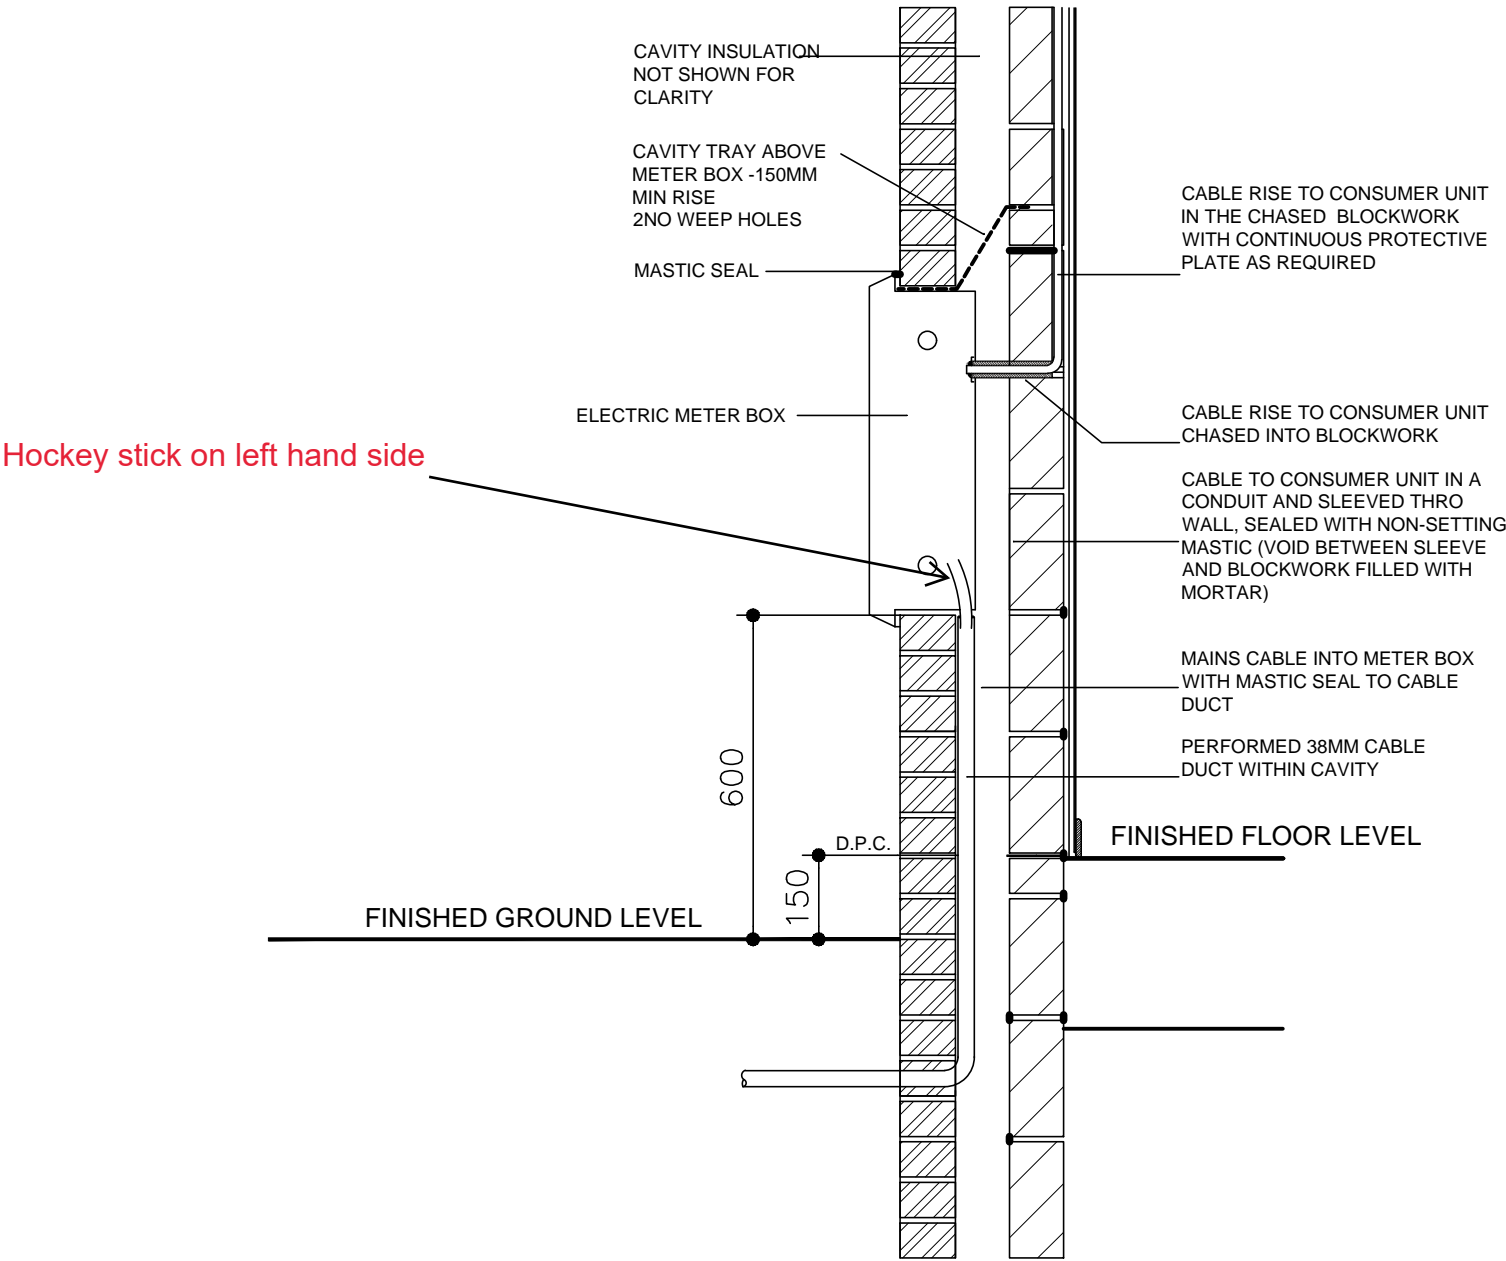 CAVITY INSULATION
NOT SHOWN FOR
CLARITY
CAVITY TRAY ABOVE
METER BOX -150MM
MIN RISE
2NO WEEP HOLES
MASTIC SEAL
ELECTRIC METER BOX
Hockey stick on left hand side
CABLE RISE TO CONSUMER UNIT
IN THE CHASED BLOCKWORK
WITH CONTINUOUS PROTECTIVE
PLATE AS REQUIRED
CABLE RISE TO CONSUMER UNIT
CHASED INTO BLOCKWORK
CABLE TO CONSUMER UNIT IN A
CONDUIT AND SLEEVED THRO
WALL, SEALED WITH NON-SETTING
MASTIC (VOID BETWEEN SLEEVE
AND BLOCKWORK FILLED WITH
MORTAR)
MAINS CABLE INTO METER BOX
WITH MASTIC SEAL TO CABLE
DUCT
PERFORMED 38MM CABLE
DUCT WITHIN CAVITY
600
D.P.C.
150
FINISHED FLOOR LEVEL
FINISHED GROUND LEVEL